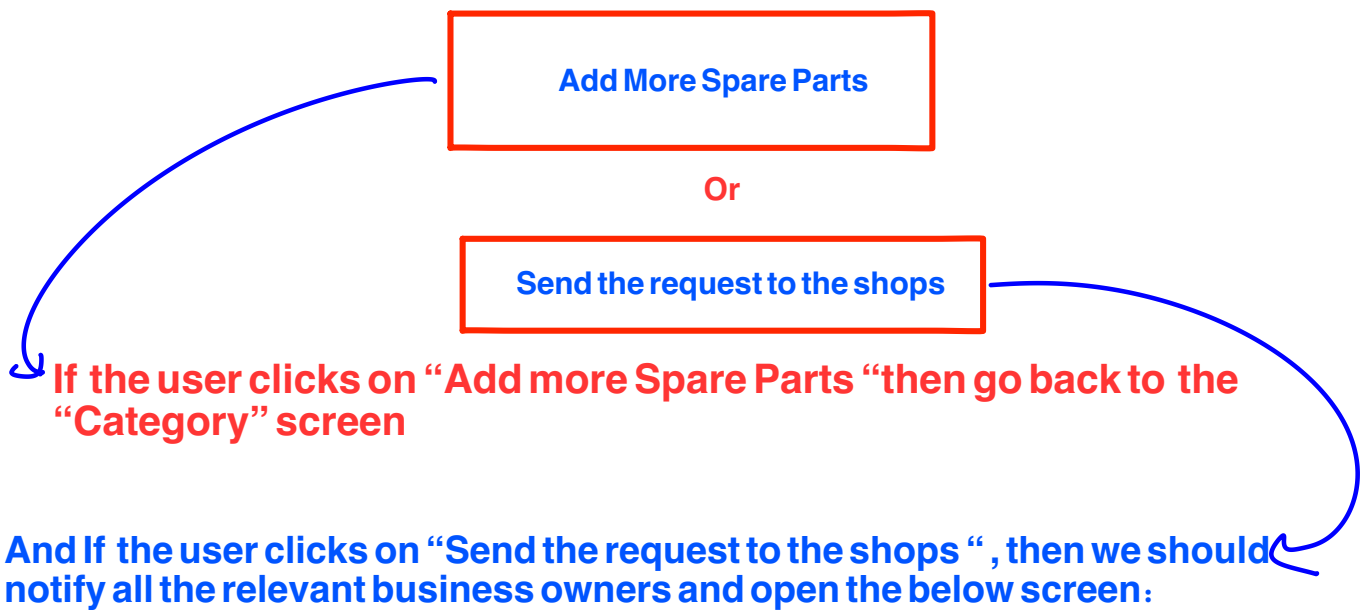 Add More Spare Parts
Or
Send the request to the shops
If the user clicks on “Add more Spare Parts “then go back to the
“Category” screen
And If the user clicks on “Send the request to the shops “ , then we should
notify all the relevant business owners and open the below screen：